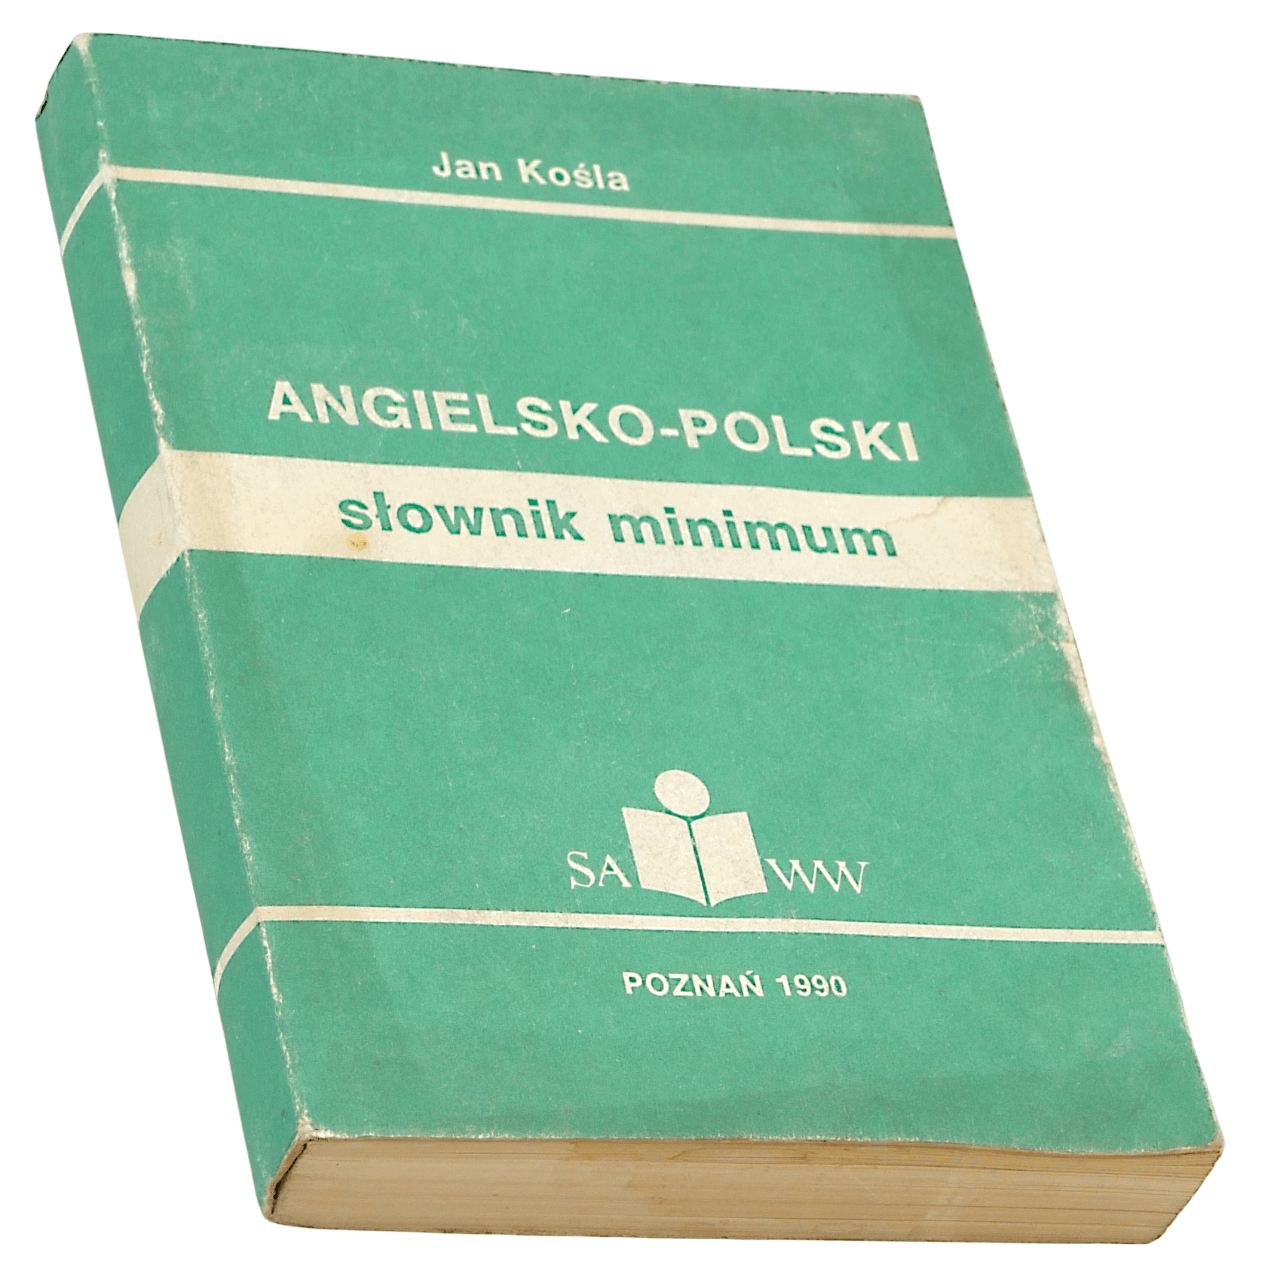 Jan Kośla
ANGIELSKO-POLSKI
słownik minimum
SA WW
POZNAŃ 1990